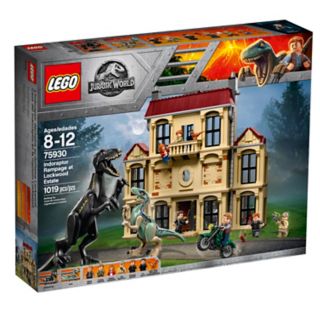 LEGO
JURASSIC WORLD
Ages/edades
8-12
75930
Indoraptor
Rampage at
Lockwood
Estate
1019 pcs/pzs